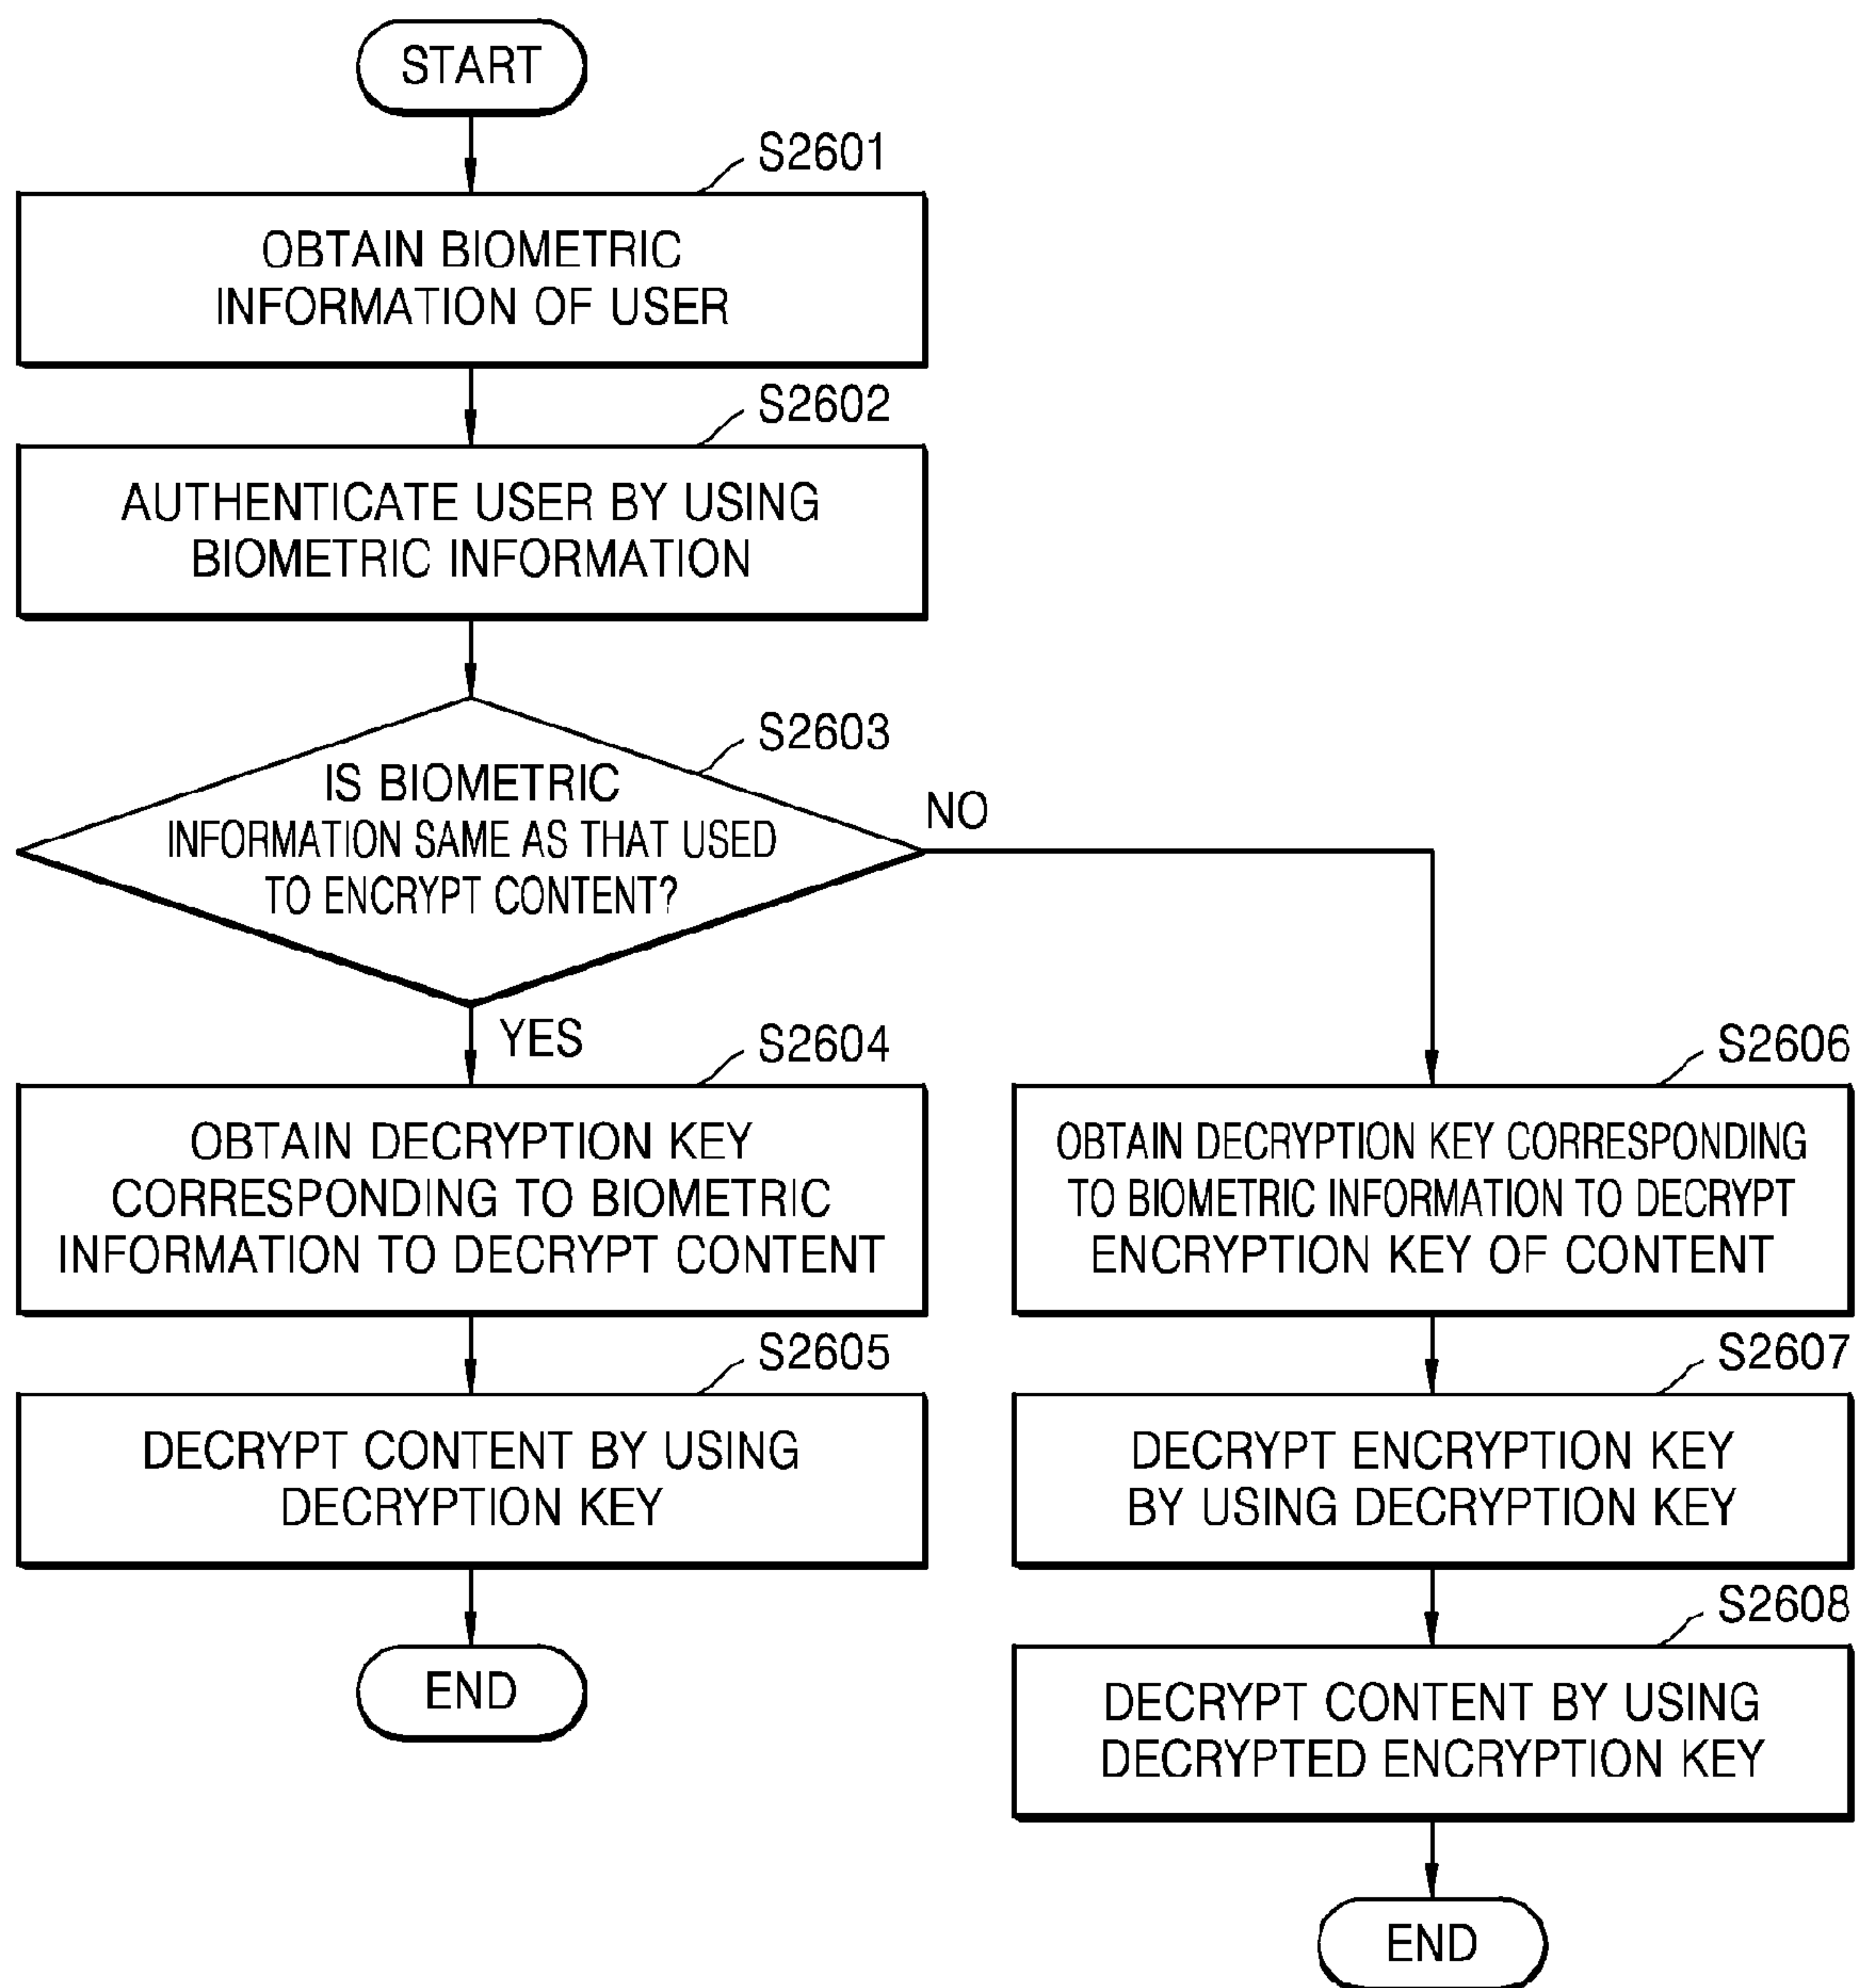 START
S2601
OBTAIN BIOMETRIC
INFORMATION OF USER
S2602
AUTHENTICATE USER BY USING
BIOMETRIC INFORMATION
S2603
IS BIOMETRIC
INFORMATION SAME AS THAT USED
TO ENCRYPT CONTENT?
NO
YES
S2604
OBTAIN DECRYPTION KEY
CORRESPONDING TO BIOMETRIC
INFORMATION TO DECRYPT CONTENT
S2605
DECRYPT CONTENT BY USING
DECRYPTION KEY
END
S2606
OBTAIN DECRYPTION KEY CORRESPONDING
TO BIOMETRIC INFORMATION TO DECRYPT
ENCRYPTION KEY OF CONTENT
S2607
DECRYPT ENCRYPTION KEY
BY USING DECRYPTION KEY
S2608
DECRYPT CONTENT BY USING
DECRYPTED ENCRYPTION KEY
END